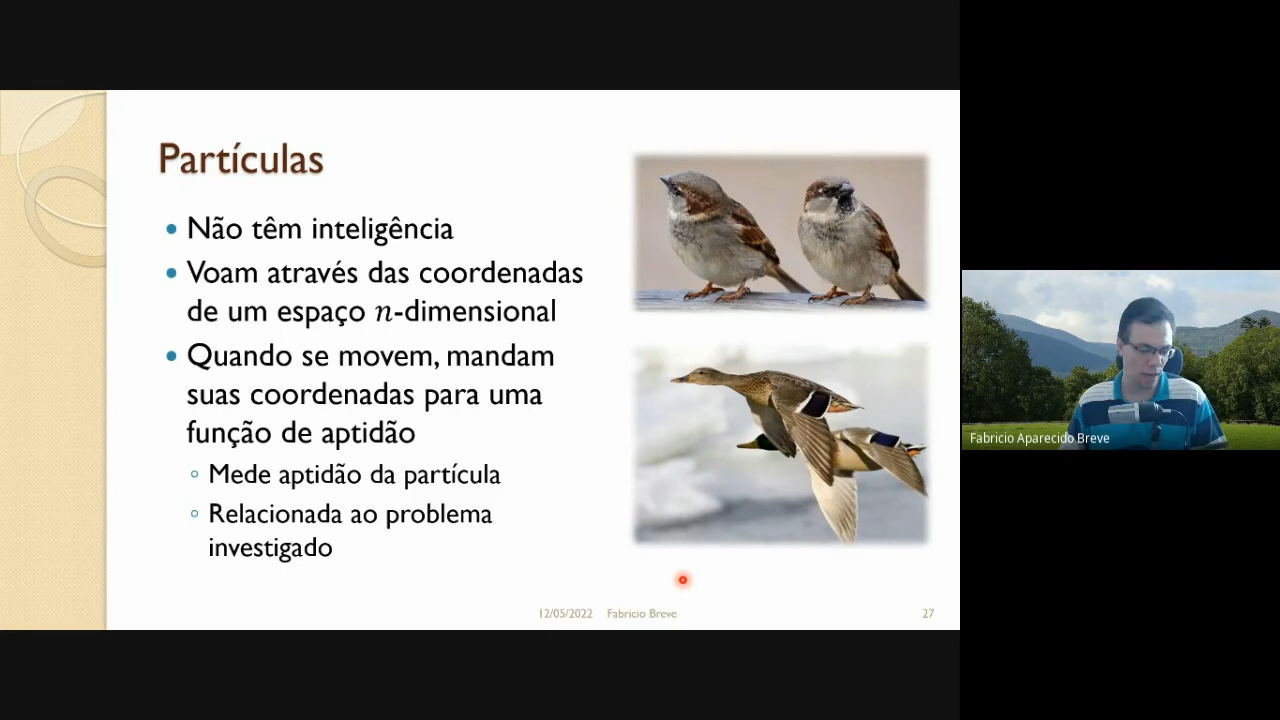 Partículas
• Não têm inteligência
• Voam através das coordenadas
de um espaço n-dimensional
• Quando se movem, mandam
suas coordenadas para uma
função de aptidão
◦ Mede aptidão da partícula
◦ Relacionada ao problema
investigado
12/05/2022 Fabricio Breve 27
Fabricio Aparecido Breve